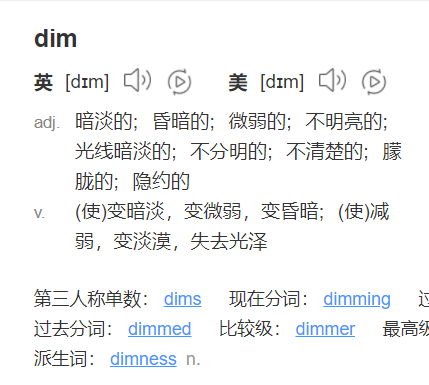 dim
英 [dɪm] 美 [dɪm]
adj. 暗淡的；昏暗的；微弱的；不明亮的；
光线暗淡的；不分明的；不清楚的；朦
胧的；隐约的
v. (使)变暗淡，变微弱，变昏暗；(使)减
弱，变淡漠，失去光泽
第三人称单数： dims 现在分词： dimming 过
过去分词： dimmed 比较级： dimmer 最高级
派生词： dimness n.